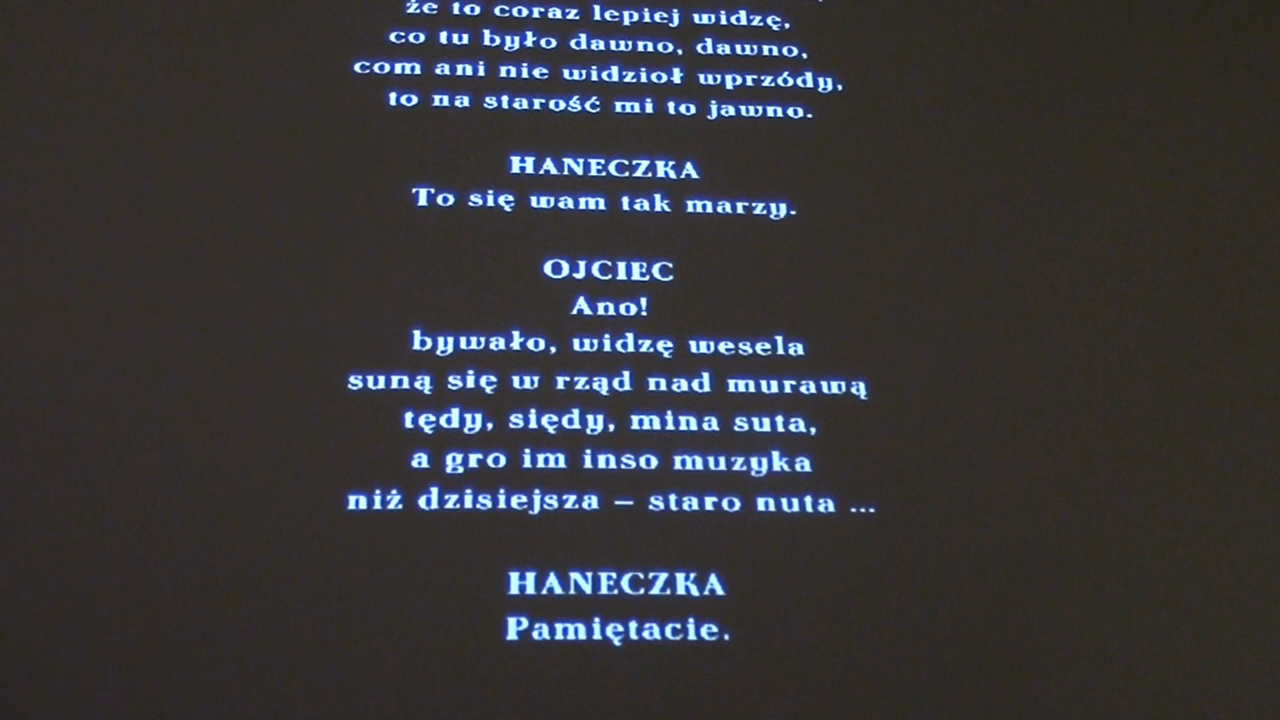 że to coraz lepiej widzę,
co tu było dawno, dawno,
com ani nie widzioł wprzódy,
to na starość mi to jawno.
HANECZKA
To się wam tak marzy.
OJCIEC
Ano!
bywało, widzę wesela
suną się w rząd nad murawą
tędy, siędy, mina suta,
a gro im inso muzyka
niż dzisiejsza – staro nuta ...
HANECZKA
Pamiętacie.